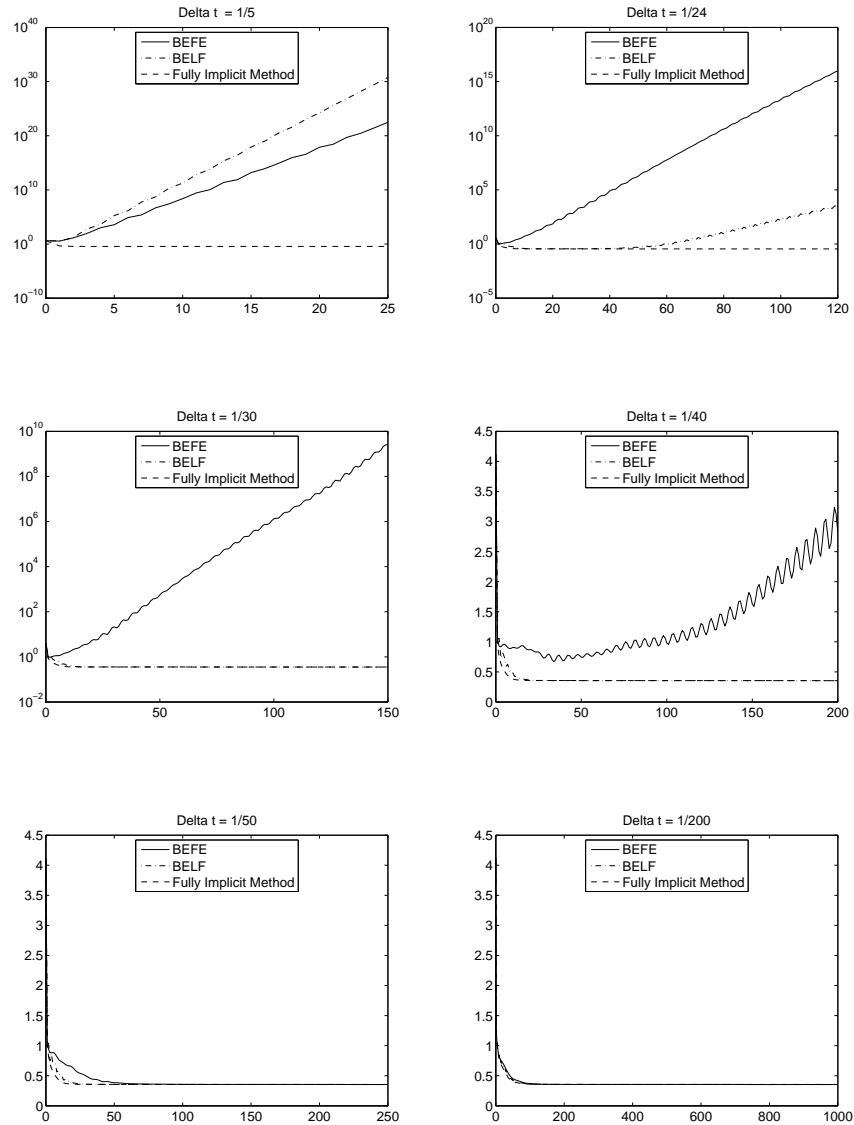 Delta t = 1/5
10^40
10^30
10^20
10^10
10^0
10^−10
0 5 10 15 20 25
BEFE
BELF
Fully Implicit Method
Delta t = 1/24
10^20
10^15
10^10
10^5
10^0
10^−5
0 20 40 60 80 100 120
BEFE
BELF
Fully Implicit Method
Delta t = 1/30
10^10
10^8
10^6
10^4
10^2
10^0
10^−2
0 50 100 150
BEFE
BELF
Fully Implicit Method
Delta t = 1/40
4.5
4
3.5
3
2.5
2
1.5
1
0.5
0
0 50 100 150 200
BEFE
BELF
Fully Implicit Method
Delta t = 1/50
4.5
4
3.5
3
2.5
2
1.5
1
0.5
0
0 50 100 150 200 250
BEFE
BELF
Fully Implicit Method
Delta t = 1/200
4.5
4
3.5
3
2.5
2
1.5
1
0.5
0
0 200 400 600 800 1000
BEFE
BELF
Fully Implicit Method